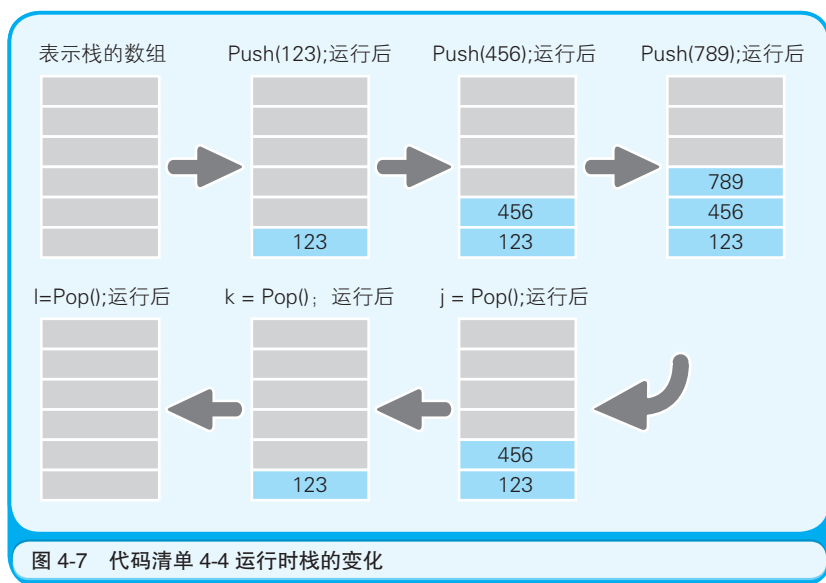 表示栈的数组
Push(123);运行后
Push(456);运行后
Push(789);运行后
789
456
456
123
123
123
l=Pop();运行后
k = Pop()；运行后
j = Pop();运行后
456
123
123
图 4-7 代码清单 4-4 运行时栈的变化